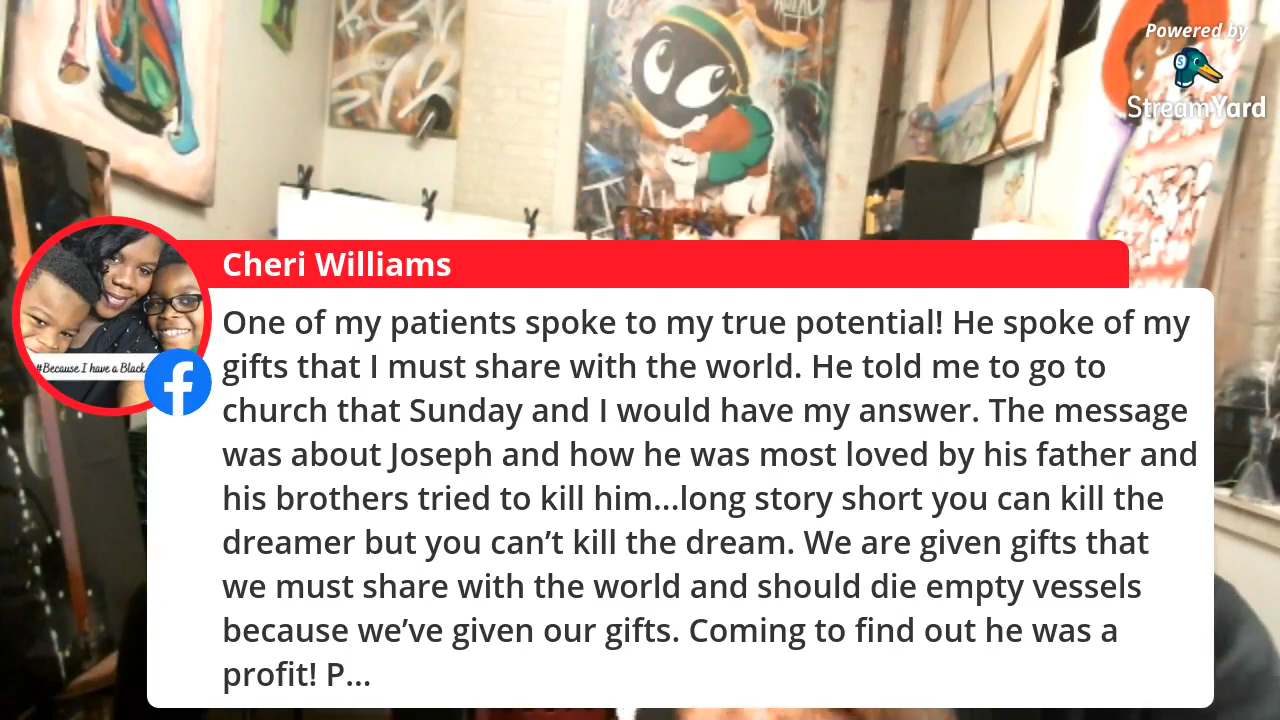 Powered by
StreamYard
Cheri Williams
#Because I have a Black
One of my patients spoke to my true potential! He spoke of my
gifts that I must share with the world. He told me to go to
church that Sunday and I would have my answer. The message
was about Joseph and how he was most loved by his father and
his brothers tried to kill him...long story short you can kill the
dreamer but you can’t kill the dream. We are given gifts that
we must share with the world and should die empty vessels
because we’ve given our gifts. Coming to find out he was a
profit! P...